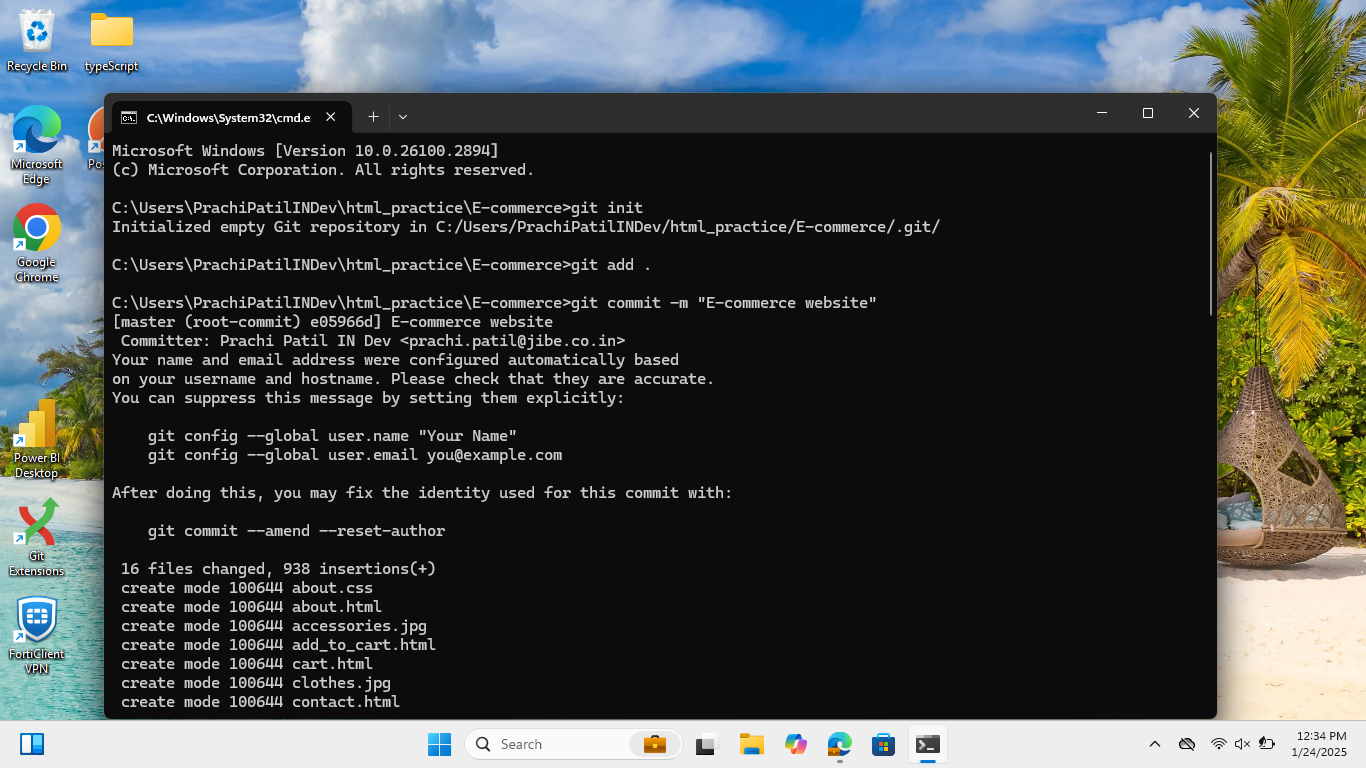 Recycle Bin
typeScript
Microsoft
Edge
Google
Chrome
Power BI
Desktop
Git
Extensions
FortiClient
VPN
C:\Windows\System32\cmd.e
Microsoft Windows [Version 10.0.26100.2894]
(c) Microsoft Corporation. All rights reserved.
C:\Users\PrachiPatilINDev\html_practice\E-commerce>git init
Initialized empty Git repository in C:/Users/PrachiPatilINDev/html_practice/E-commerce/.git/
C:\Users\PrachiPatilINDev\html_practice\E-commerce>git add .
C:\Users\PrachiPatilINDev\html_practice\E-commerce>git commit -m "E-commerce website"
[master (root-commit) e05966d] E-commerce website
Committer: Prachi Patil IN Dev <prachi.patil@jibe.co.in>
Your name and email address were configured automatically based
on your username and hostname. Please check that they are accurate.
You can suppress this message by setting them explicitly:
git config --global user.name "Your Name"
git config --global user.email you@example.com
After doing this, you may fix the identity used for this commit with:
git commit --amend --reset-author
16 files changed, 938 insertions(+)
create mode 100644 about.css
create mode 100644 about.html
create mode 100644 accessories.jpg
create mode 100644 add_to_cart.html
create mode 100644 cart.html
create mode 100644 clothes.jpg
create mode 100644 contact.html
Search
12:34 PM
1/24/2025